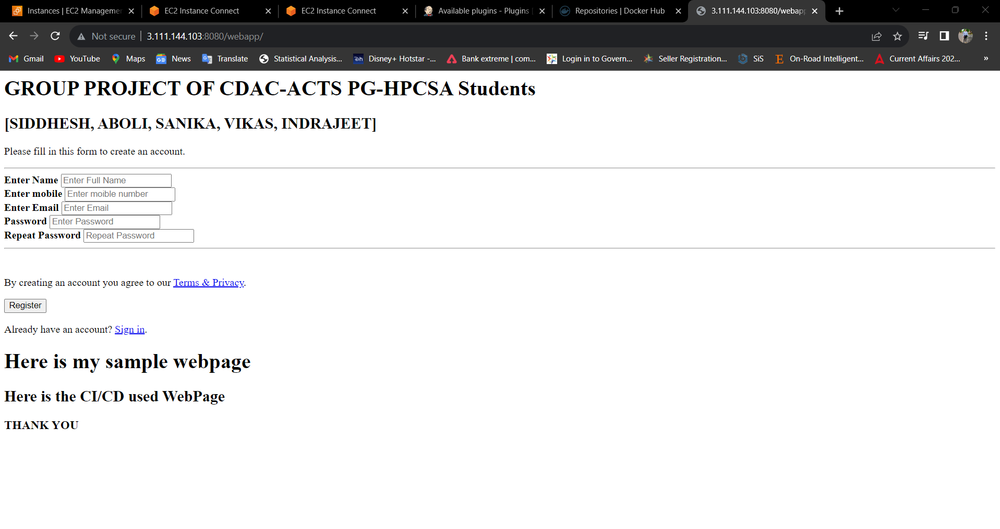 Instances | EC2 Managemen
EC2 Instance Connect
EC2 Instance Connect
Available plugins - Plugins
Repositories | Docker Hub
3.111.144.103:8080/webapp
Not secure | 3.111.144.103:8080/webapp/
Gmail YouTube Maps News Translate Statistical Analysis... Disney+ Hotstar -... Bank extreme | com... Login in to Govern... Seller Registration... SiS On-Road Intelligent... Current Affairs 202... »
GROUP PROJECT OF CDAC-ACTS PG-HPCSA Students
[SIDDHESH, ABOLI, SANIKA, VIKAS, INDRAJEET]
Please fill in this form to create an account.
Enter Name Enter Full Name
Enter mobile Enter moible number
Enter Email Enter Email
Password Enter Password
Repeat Password Repeat Password
By creating an account you agree to our Terms & Privacy.
Register
Already have an account? Sign in.
Here is my sample webpage
Here is the CI/CD used WebPage
THANK YOU